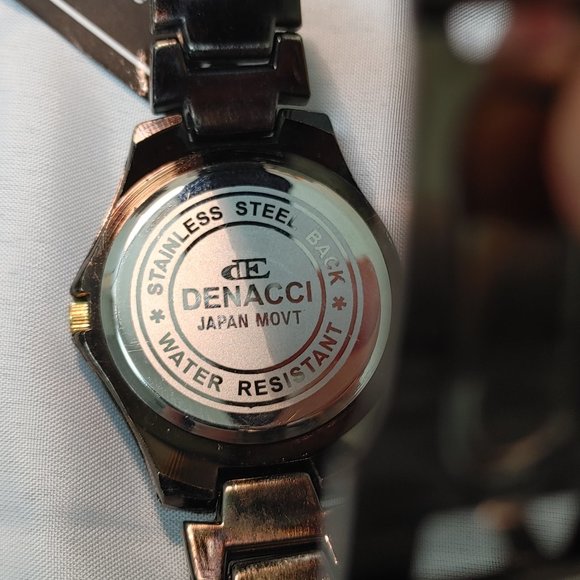 STAINLESS STEEL BACK
dE
DENACCI
JAPAN MOVT
* WATER RESISTANT *